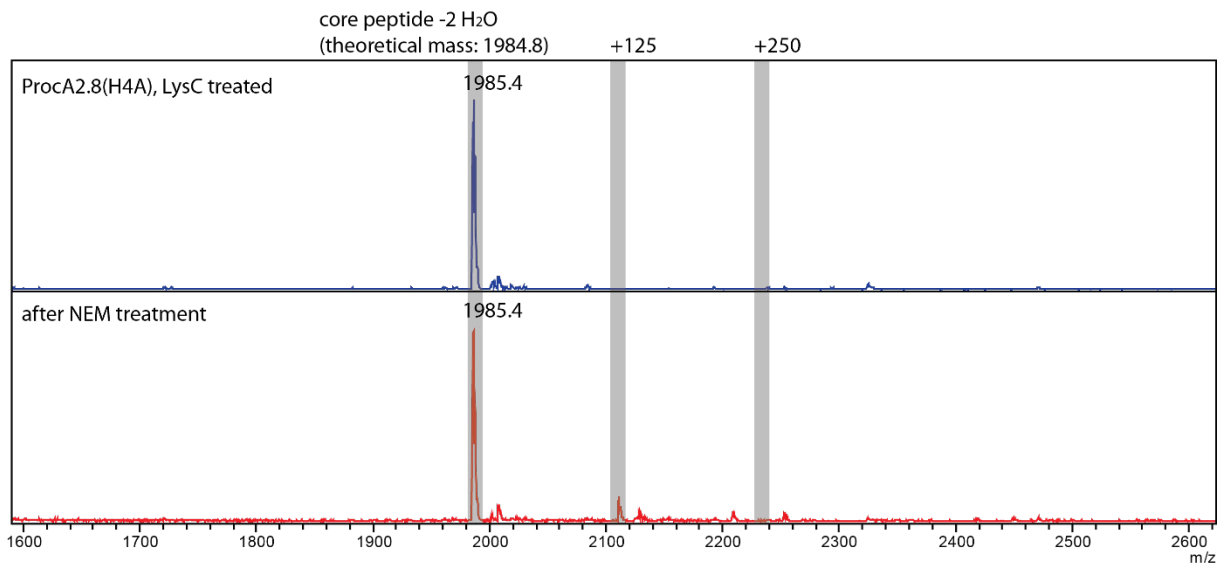 core peptide -2 H₂O
(theoretical mass: 1984.8) +125 +250
ProcA2.8(H4A), LysC treated 1985.4
after NEM treatment 1985.4
1600 1700 1800 1900 2000 2100 2200 2300 2400 2500 2600
m/z